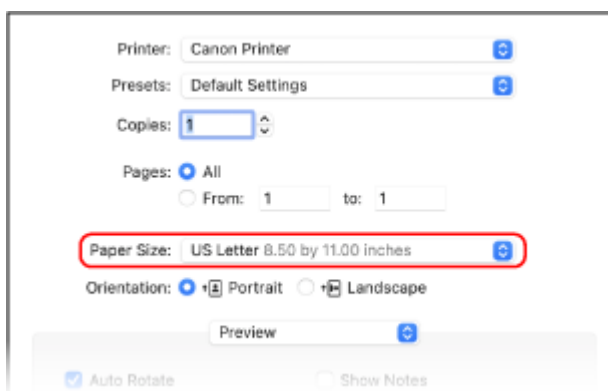 Printer: Canon Printer
Presets: Default Settings
Copies: 1
Pages: All
From: 1 to: 1
Paper Size: US Letter 8.50 by 11.00 inches
Orientation: Portrait Landscape
Preview
Auto Rotate Show Notes